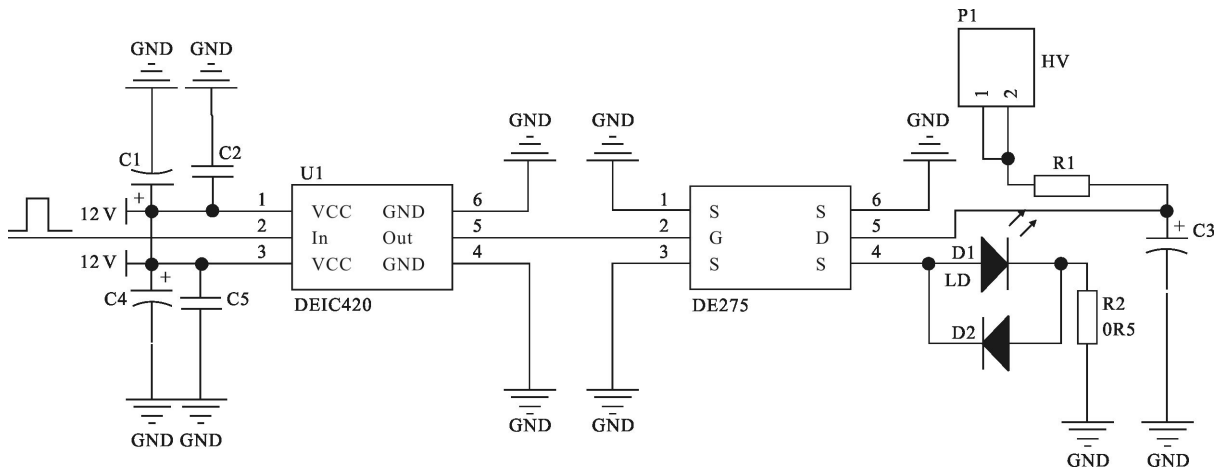 P1
GND GND
HV
1 2
GND GND GND
C1 C2 R1
U1
+
12 V 1 VCC GND 6 1 S S 6
2 In Out 5 2 G D 5 + C3
12 V 3 VCC GND 4 3 S S 4 D1
+
C4 C5 DEIC420 DE275 LD
R2
D2 0R5
GND GND GND GND GND GND